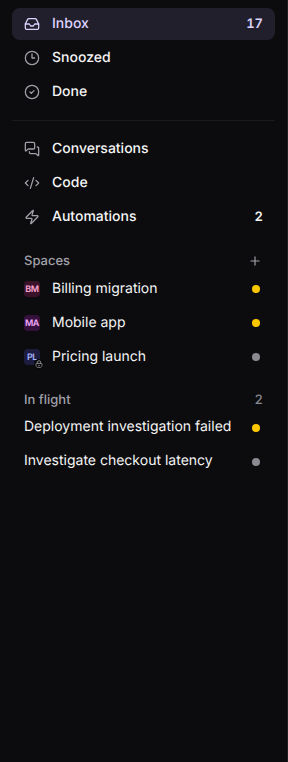 Inbox 17
Snoozed
Done
Conversations
Code
Automations 2
Spaces +
BM Billing migration
MA Mobile app
PL Pricing launch
In flight 2
Deployment investigation failed
Investigate checkout latency